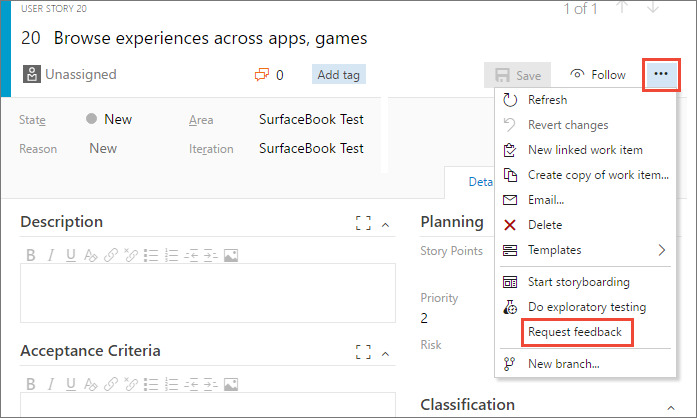 USER STORY 20
1 of 1
20 Browse experiences across apps, games
Unassigned
0
Add tag
Save
Follow
...
State
New
Area
SurfaceBook Test
Reason
New
Iteration
SurfaceBook Test
Detai
Refresh
Revert changes
New linked work item
Create copy of work item...
Email...
Delete
Templates
Start storyboarding
Do exploratory testing
Request feedback
New branch...
Description
B I U
Planning
Story Points
Priority
2
Risk
Acceptance Criteria
B I U
Classification